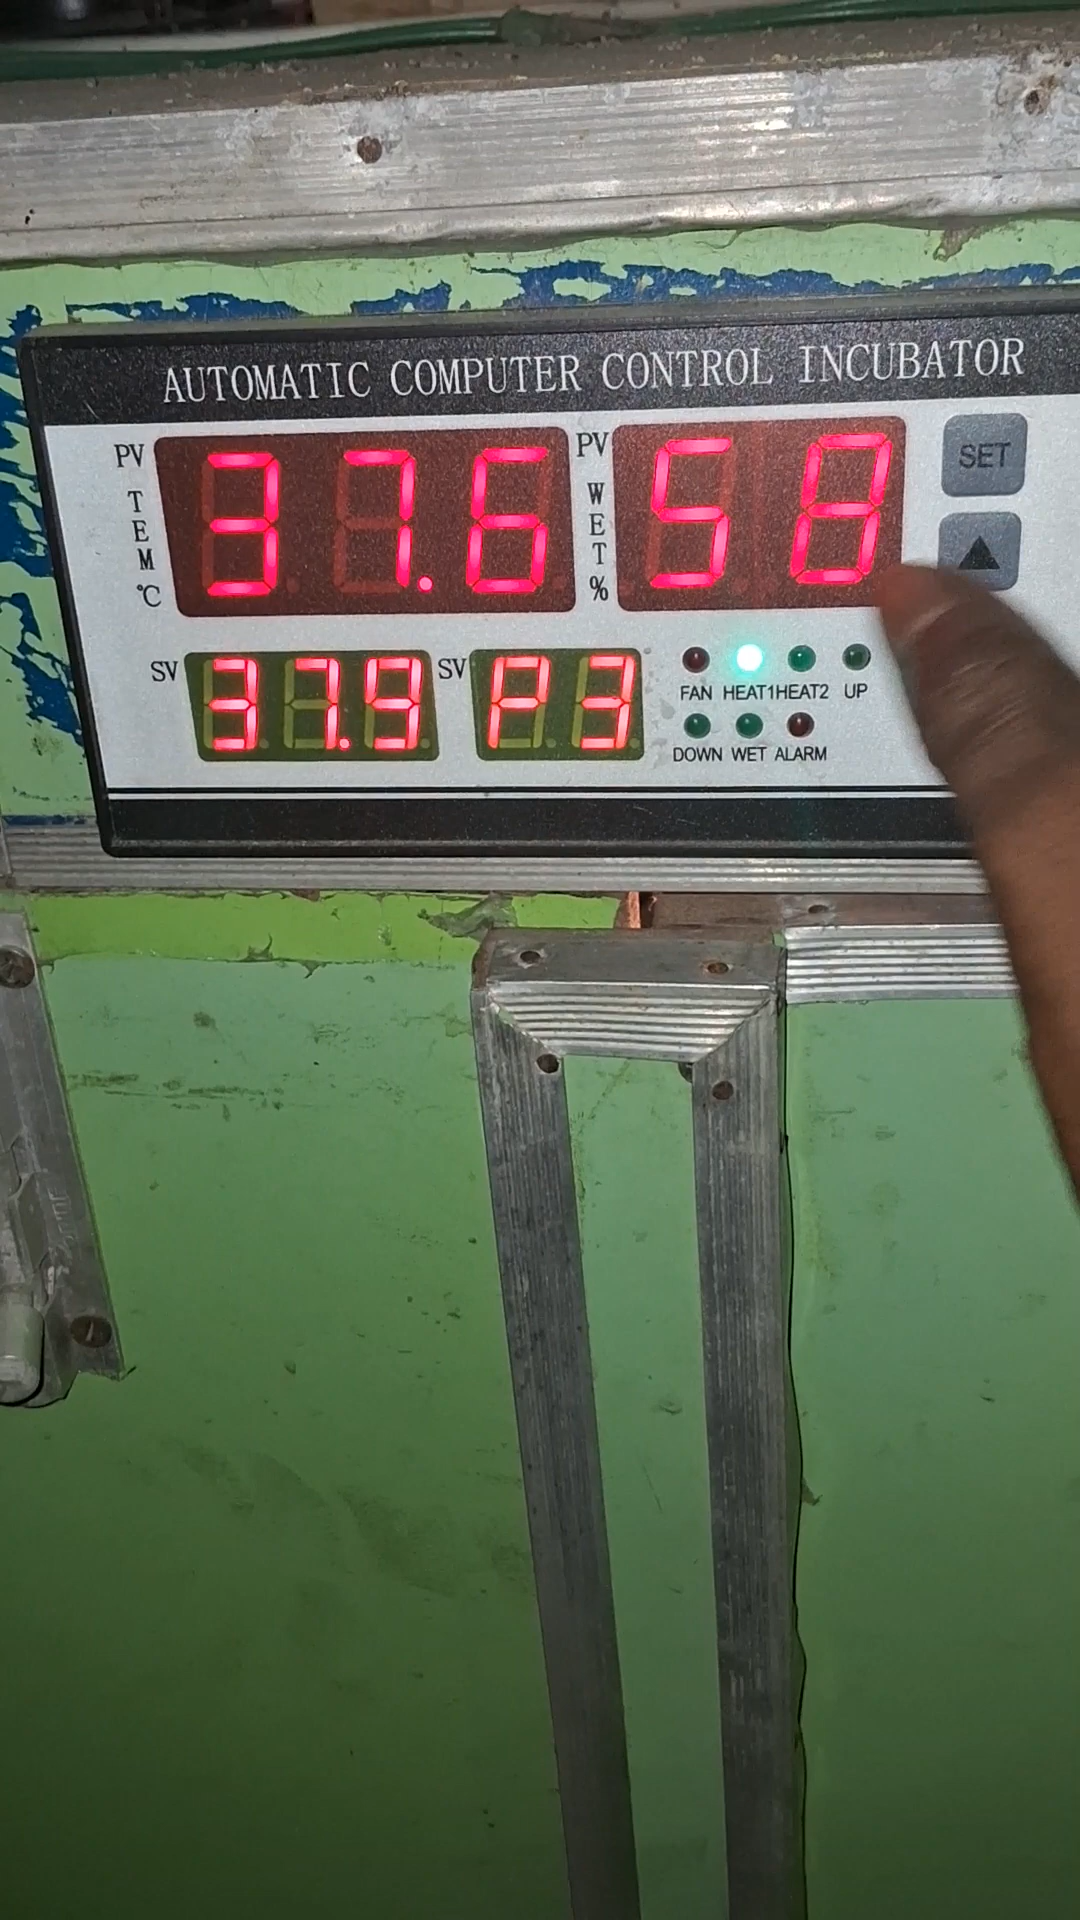 AUTOMATIC COMPUTER CONTROL INCUBATOR
PV TEM °C 37.6 PV WET % 58 SET
▲
SV 37.9 SV P3
FAN HEAT1 HEAT2 UP
DOWN WET ALARM